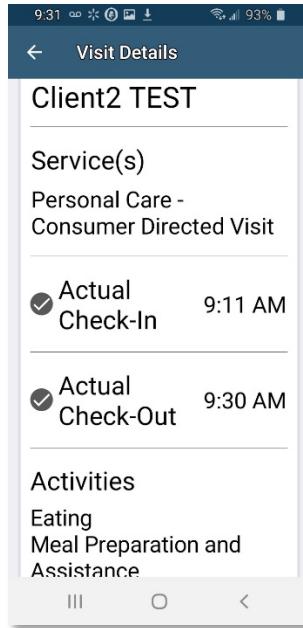 9:31 93%
Visit Details
Client2 TEST
Service(s)
Personal Care -
Consumer Directed Visit
Actual
Check-In
9:11 AM
Actual
Check-Out
9:30 AM
Activities
Eating
Meal Preparation and
Assistance